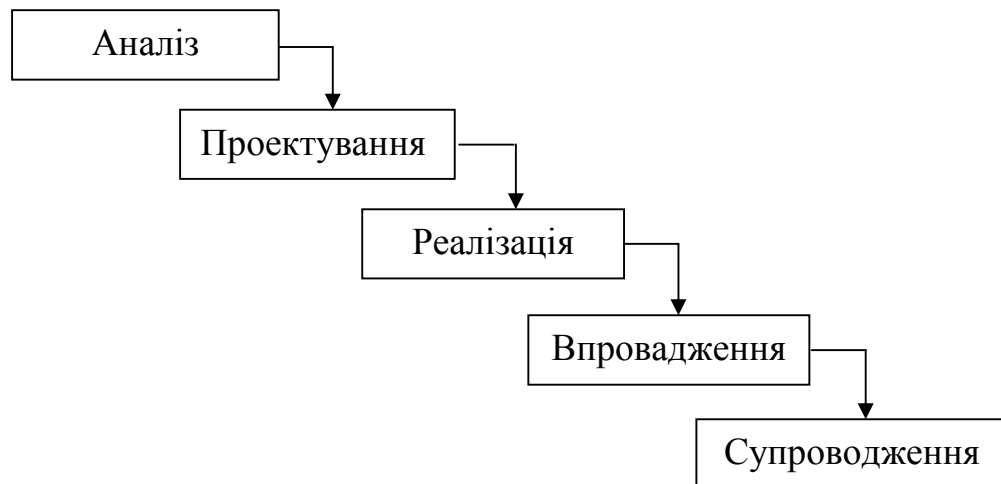 Аналіз
Проектування
Реалізація
Впровадження
Супроводження